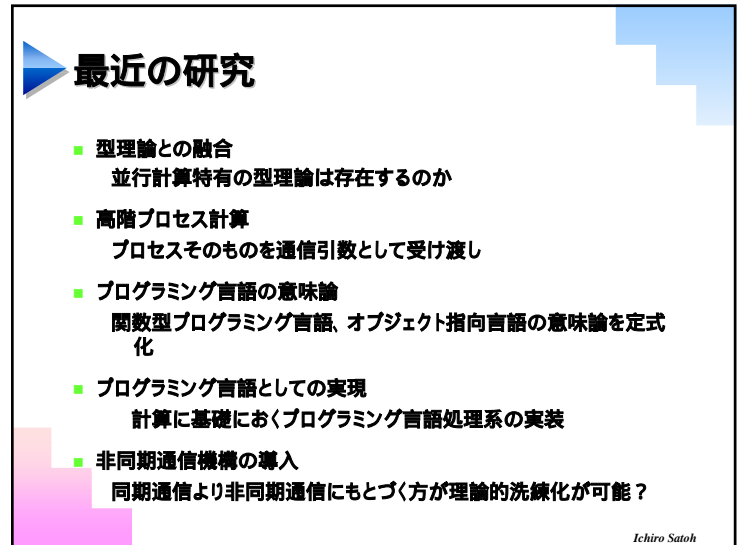 最近の研究
型理論との融合
並行計算特有の型理論は存在するのか
高階プロセス計算
プロセスそのものを通信引数として受け渡し
プログラミング言語の意味論
関数型プログラミング言語、オブジェクト指向言語の意味論を定式
化
プログラミング言語としての実現
計算に基礎におくプログラミング言語処理系の実装
非同期通信機構の導入
同期通信より非同期通信にもとづく方が理論的洗練化が可能？
Ichiro Satoh